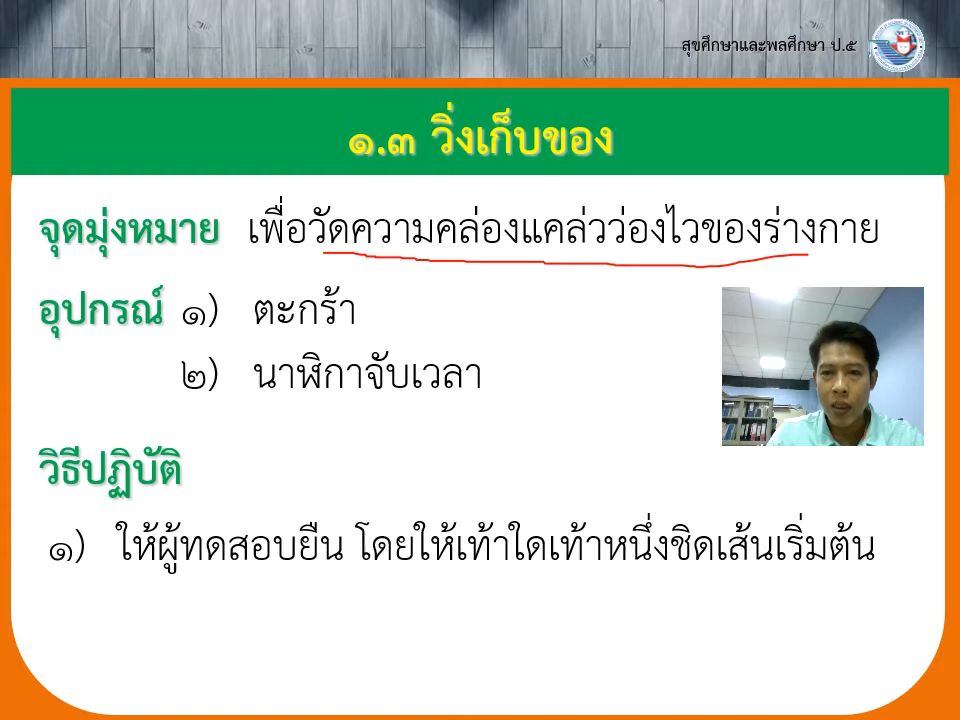 สุขศึกษาและพลศึกษา ป.๕
๑.๓ วิ่งเก็บของ
จุดมุ่งหมาย เพื่อวัดความคล่องแคล่วว่องไวของร่างกาย
อุปกรณ์ ๑) ตะกร้า
๒) นาฬิกาจับเวลา
วิธีปฏิบัติ
๑) ให้ผู้ทดสอบยืน โดยให้เท้าใดเท้าหนึ่งชิดเส้นเริ่มต้น